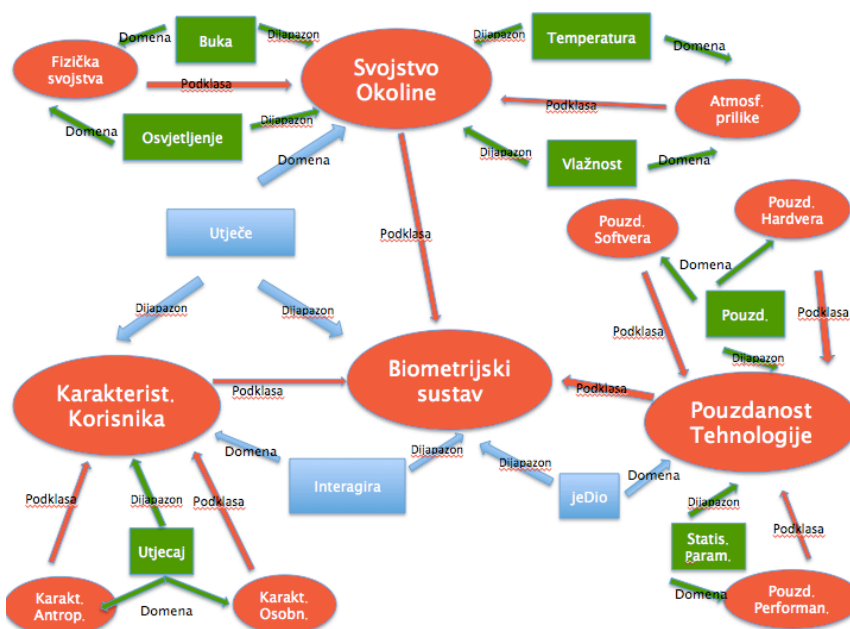 Domena
Buka
Dijapazon
Fizička
svojstva
Podklasa
Svojstvo
Okoline
Dijapazon
Temperatura
Domena
Atmosf.
prilike
Podklasa
Domena
Osvjetljenje
Dijapazon
Domena
Dijapazon
Vlažnost
Domena
Utječe
Podklasa
Pouzd.
Softvera
Pouzd.
Hardvera
Domena
Pouzd.
Podklasa
Podklasa
Dijapazon
Dijapazon
Dijapazon
Karakterist.
Korisnika
Podklasa
Biometrijski
sustav
Podklasa
Pouzdanost
Tehnologije
Domena
Interagira
Dijapazon
Dijapazon
jeDio
Domena
Podklasa
Dijapazon
Podklasa
Utjecaj
Karakt.
Antrop.
Domena
Karakt.
Osobn.
Dijapazon
Statis.
Param.
Podklasa
Domena
Pouzd.
Performan.